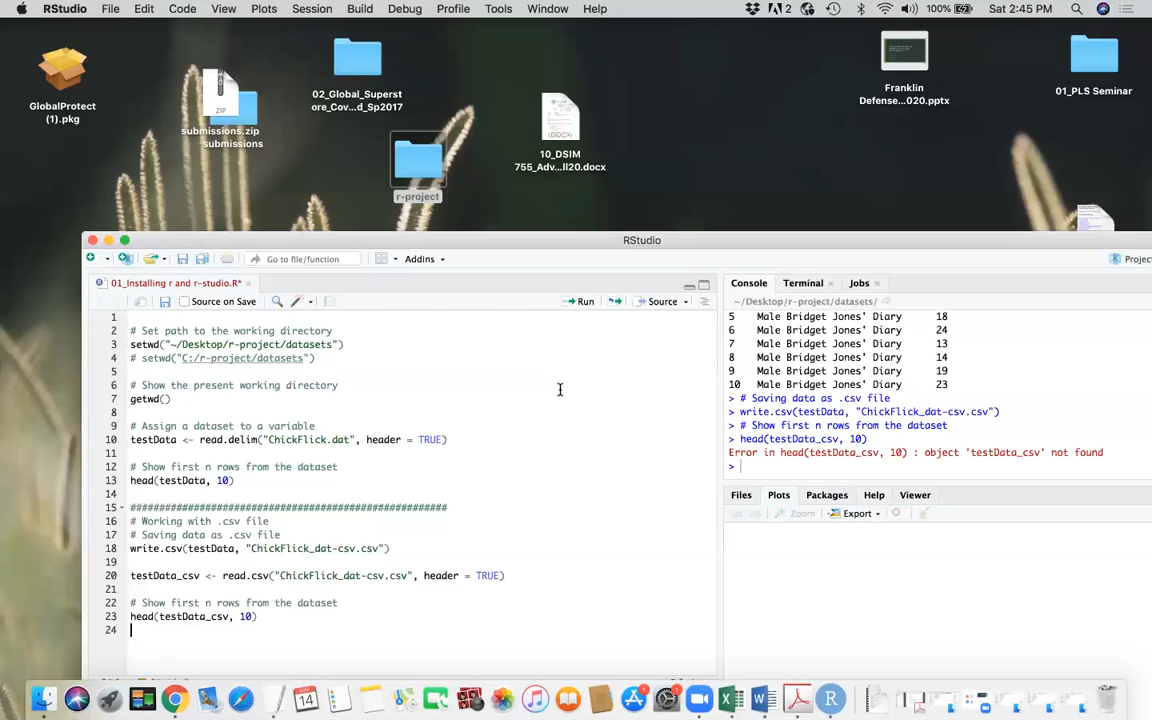 RStudio File Edit Code View Plots Session Build Debug Profile Tools Window Help 2 100% Sat 2:45 PM
GlobalProtect
(1).pkg
ZIP
submissions.zip
submissions
02_Global_Superst
ore_Cov...d_Sp2017
r-project
10_DSIM
755_Adv...ll20.docx
Franklin
Defense...020.pptx
01_PLS Seminar
RStudio
Go to file/function Addins Project
01_Installing r and r-studio.R*
Source on Save Run Source
1
2 # Set path to the working directory
3 setwd("~/Desktop/r-project/datasets")
4 # setwd("C:/r-project/datasets")
5
6 # Show the present working directory
7 getwd()
8
9 # Assign a dataset to a variable
10 testData <- read.delim("ChickFlick.dat", header = TRUE)
11
12 # Show first n rows from the dataset
13 head(testData, 10)
14
15 #######################################################
16 # Working with .csv file
17 # Saving data as .csv file
18 write.csv(testData, "ChickFlick_dat-csv.csv")
19
20 testData_csv <- read.csv("ChickFlick_dat-csv.csv", header = TRUE)
21
22 # Show first n rows from the dataset
23 head(testData_csv, 10)
24
Console Terminal Jobs
~/Desktop/r-project/datasets/
5 Male Bridget Jones' Diary 18
6 Male Bridget Jones' Diary 24
7 Male Bridget Jones' Diary 13
8 Male Bridget Jones' Diary 14
9 Male Bridget Jones' Diary 19
10 Male Bridget Jones' Diary 23
> # Saving data as .csv file
> write.csv(testData, "ChickFlick_dat-csv.csv")
> # Show first n rows from the dataset
> head(testData_csv, 10)
Error in head(testData_csv, 10) : object 'testData_csv' not found
>
Files Plots Packages Help Viewer
Zoom Export